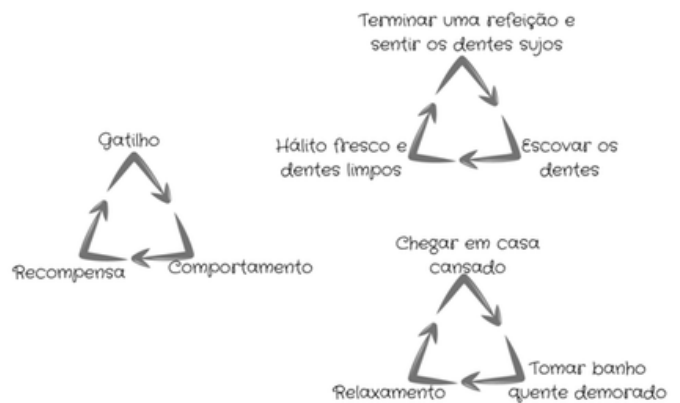 Gatilho
Recompensa
Comportamento
Terminar uma refeição e
sentir os dentes sujos
Hálito fresco e
dentes limpos
Escovar os
dentes
Chegar em casa
cansado
Relaxamento
Tomar banho
quente demorado